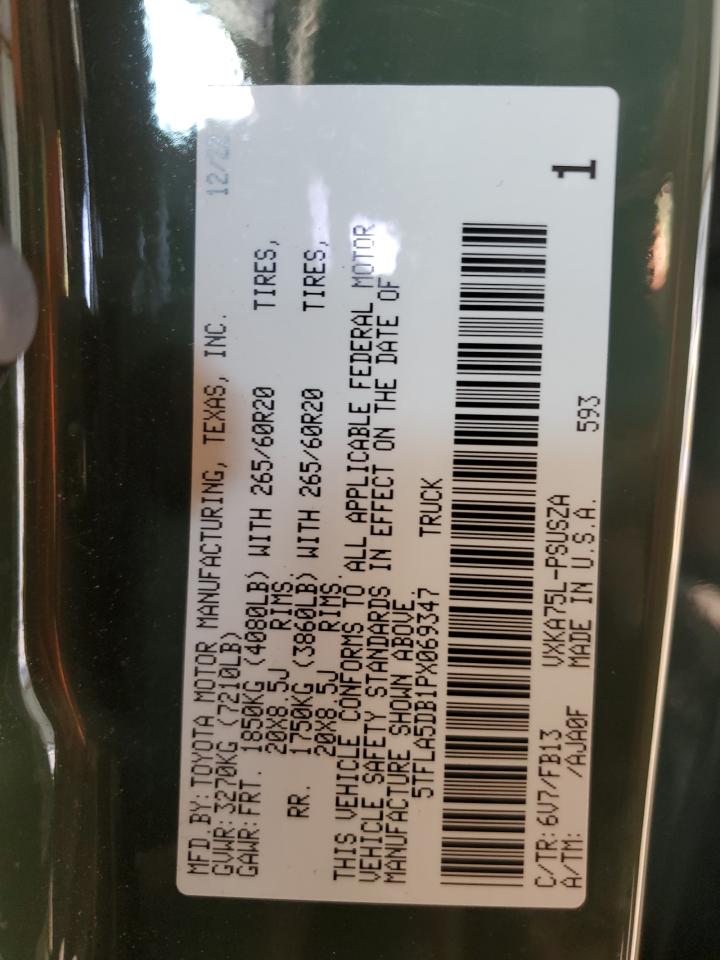 MFD.BY:TOYOTA MOTOR MANUFACTURING, TEXAS, INC.
GVWR:3270KG (7210LB)
GAWR:FRT. 1850KG (4080LB) WITH 265/60R20 TIRES,
20X8.5J RIMS.
RR. 1750KG (3860LB) WITH 265/60R20 TIRES,
20X8.5J RIMS.
THIS VEHICLE CONFORMS TO ALL APPLICABLE FEDERAL MOTOR
VEHICLE SAFETY STANDARDS IN EFFECT ON THE DATE OF
MANUFACTURE SHOWN ABOVE.
5TFLA5DB1PX069347 TRUCK
1
C/TR:6V7/FB13 VXKA75L-PSUSZA
A/TM: /AJA0F MADE IN U.S.A. 593